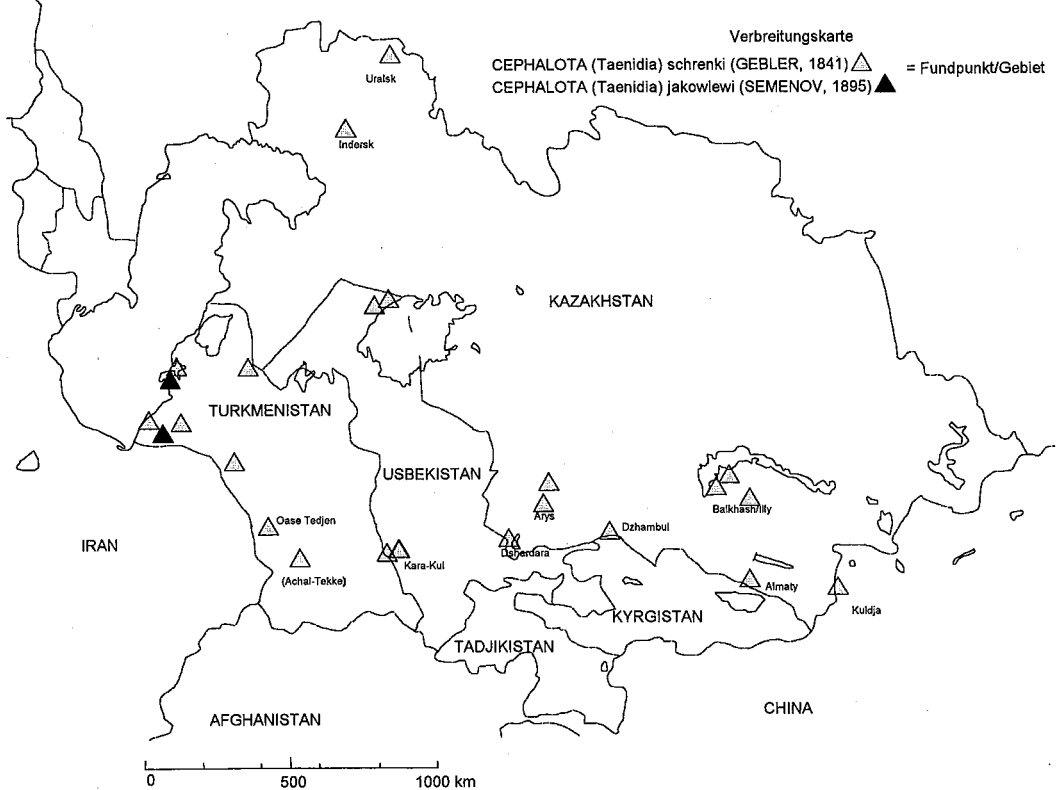 Verbreitungskarte
CEPHALOTA (Taenidia) schrenki (GEBLER, 1841) = Fundpunkt/Gebiet
CEPHALOTA (Taenidia) jakowlewi (SEMENOV, 1895)
Uralsk
Indersk
KAZAKHSTAN
TURKMENISTAN
USBEKISTAN
Balkhash/Illy
Arys
Oase Tedjen
Dzhambul
IRAN
Dshardara
Kara-Kul
(Achal-Tekke)
Almaty
Kuldja
KYRGISTAN
TADJIKISTAN
CHINA
AFGHANISTAN
0 500 1000 km